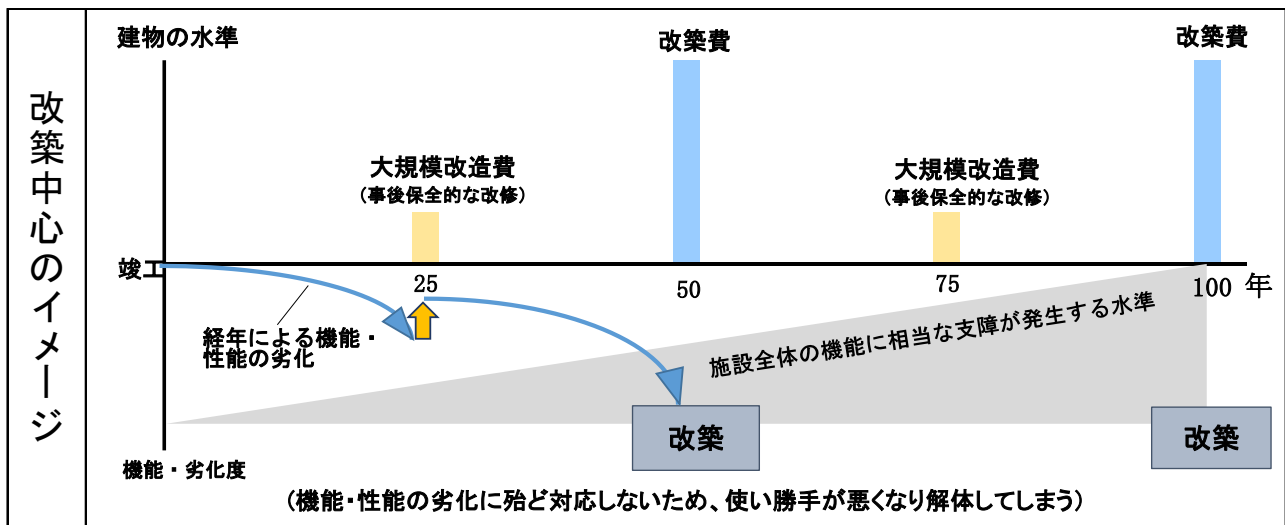 改築中心のイメージ
建物の水準
改築費
改築費
大規模改造費
（事後保全的な改修）
大規模改造費
（事後保全的な改修）
竣工
25
50
75
100
年
経年による機能・
性能の劣化
施設全体の機能に相当な支障が発生する水準
改築
改築
機能・劣化度
（機能・性能の劣化に殆ど対応しないため、使い勝手が悪くなり解体してしまう）